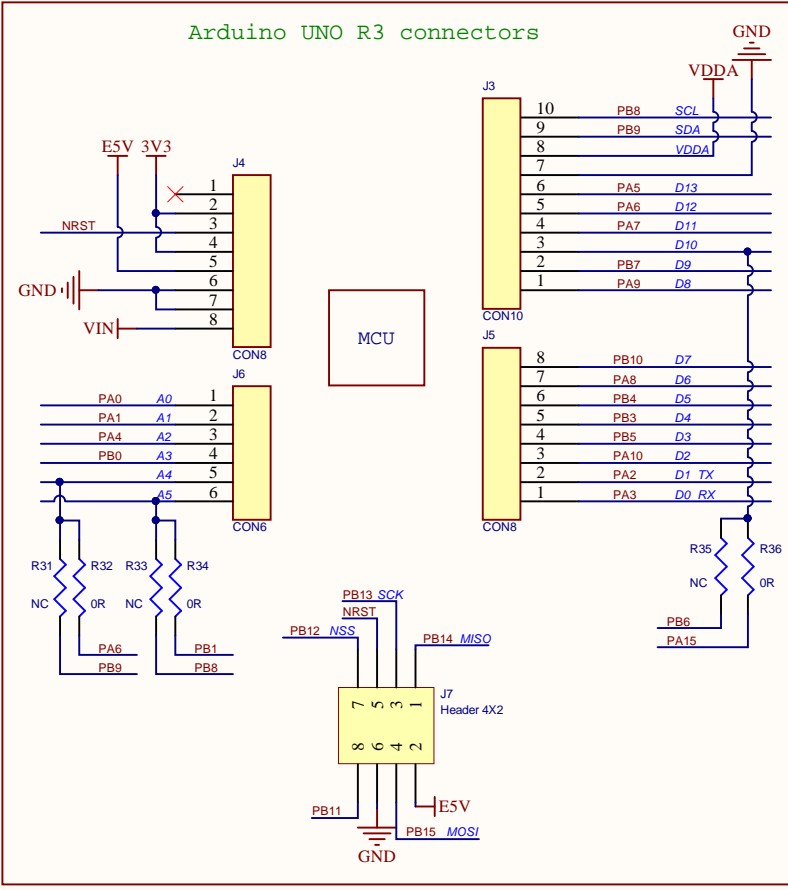 Arduino UNO R3 connectors
GND
VDDA
E5V 3V3
J4
1
2
NRST 3
4
5
GND 6
7
VIN 8
CON8
J3
10 PB8 SCL
9 PB9 SDA
8 VDDA
7
6 PA5 D13
5 PA6 D12
4 PA7 D11
3 D10
2 PB7 D9
1 PA9 D8
CON10
MCU
J6
PA0 A0 1
PA1 A1 2
PA4 A2 3
PB0 A3 4
A4 5
A5 6
CON6
J5
8 PB10 D7
7 PA8 D6
6 PB4 D5
5 PB3 D4
4 PB5 D3
3 PA10 D2
2 PA2 D1 TX
1 PA3 D0 RX
CON8
R31 R32 R33 R34
NC 0R NC 0R
PA6 PB1
PB9 PB8
R35 R36
NC 0R
PB6
PA15
PB13 SCK
NRST
PB12 NSS
PB14 MISO
J7
Header 4X2
7 5 3 1
8 6 4 2
PB11
E5V
PB15 MOSI
GND